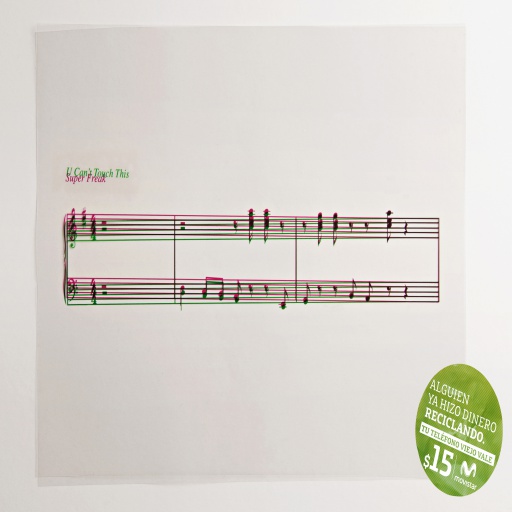 U Can't Touch This
Super Freak
ALGUIEN
YA HIZO DINERO
RECICLANDO.
TU TELÉFONO VIEJO VALE
$15
movistar